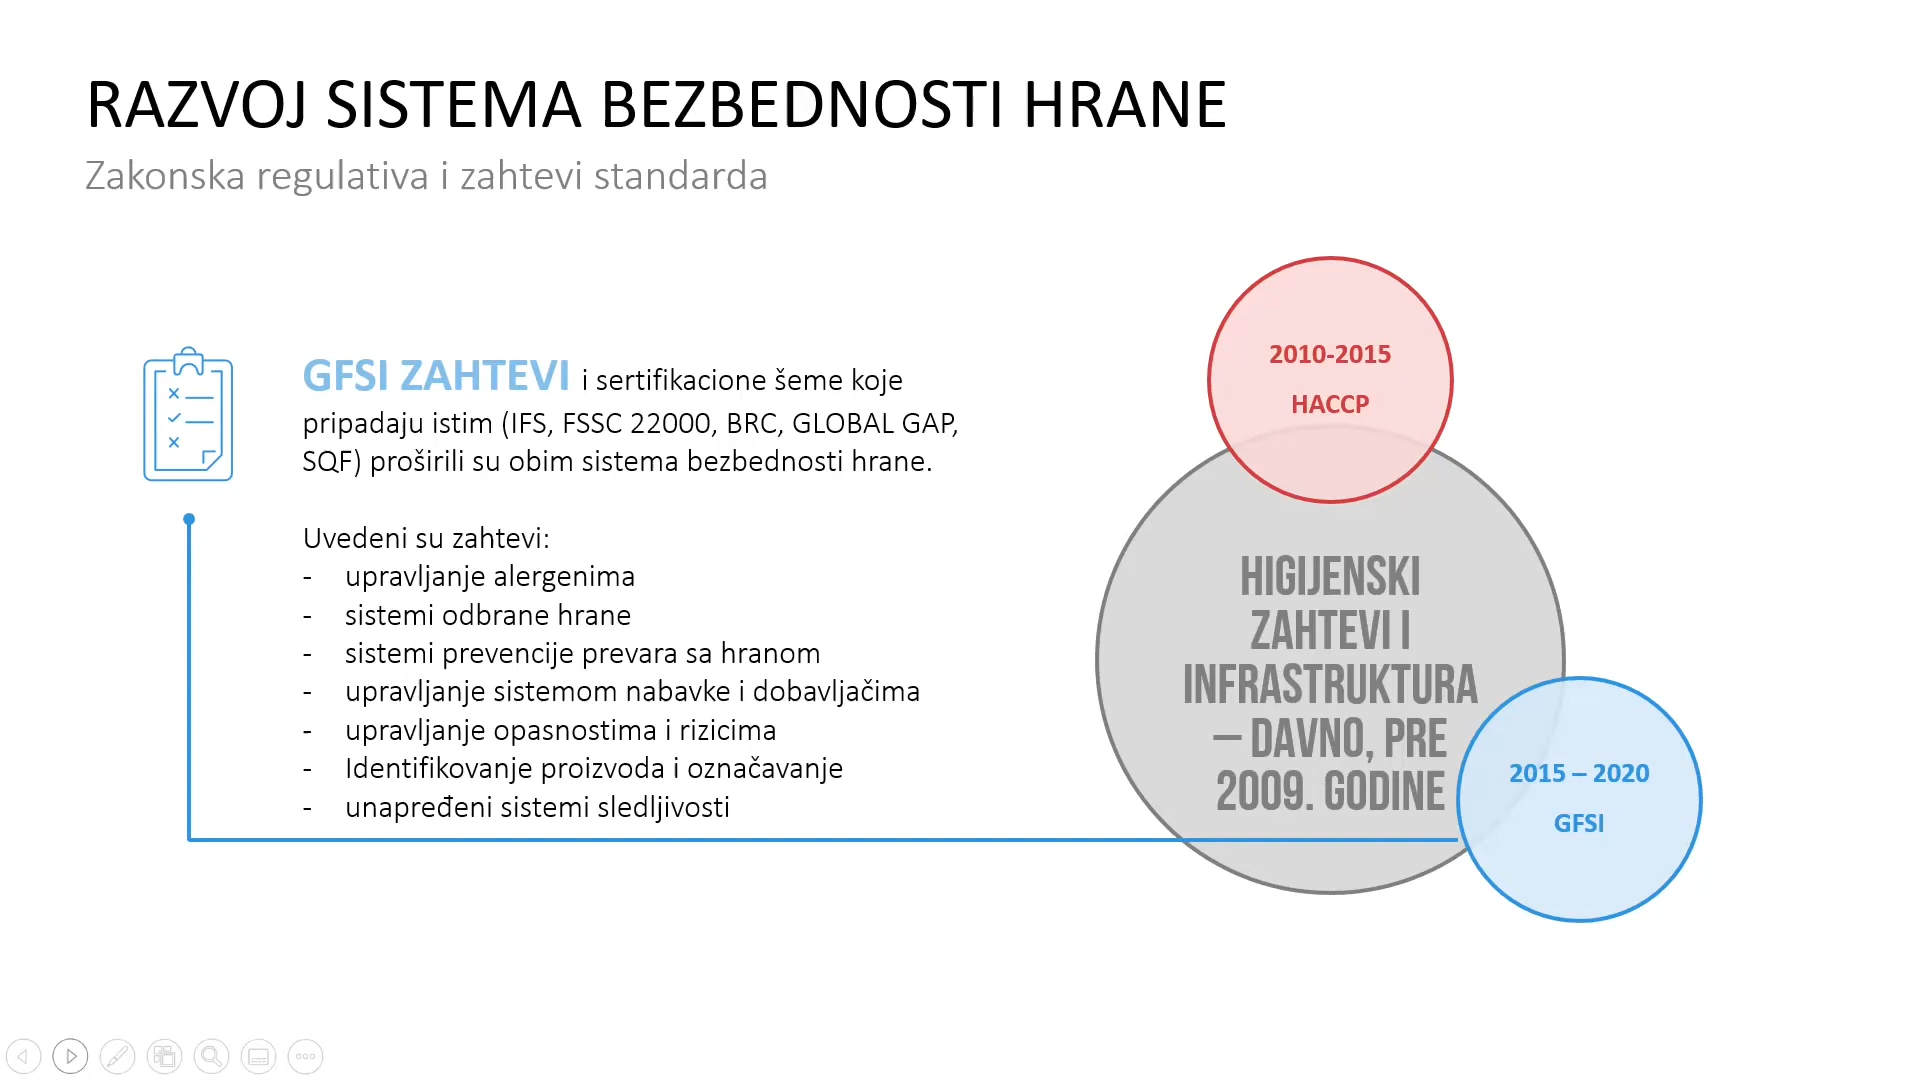 RAZVOJ SISTEMA BEZBEDNOSTI HRANE
Zakonska regulativa i zahtevi standarda
GFSI ZAHTEVI i sertifikacione šeme koje
pripadaju istim (IFS, FSSC 22000, BRC, GLOBAL GAP,
SQF) proširili su obim sistema bezbednosti hrane.
Uvedeni su zahtevi:
- upravljanje alergenima
- sistemi odbrane hrane
- sistemi prevencije prevara sa hranom
- upravljanje sistemom nabavke i dobavljačima
- upravljanje opasnostima i rizicima
- Identifikovanje proizvoda i označavanje
- unapređeni sistemi sledljivosti
2010-2015
HACCP
HIGIJENSKI
ZAHTEVI I
INFRASTRUKTURA
– DAVNO, PRE
2009. GODINE
2015 – 2020
GFSI